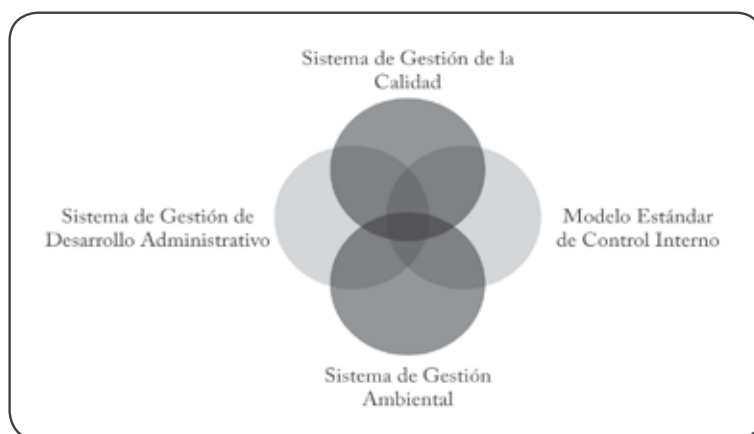 Sistema de Gestión de la
Calidad
Sistema de Gestión de
Desarrollo Administrativo
Modelo Estándar
de Control Interno
Sistema de Gestión
Ambiental